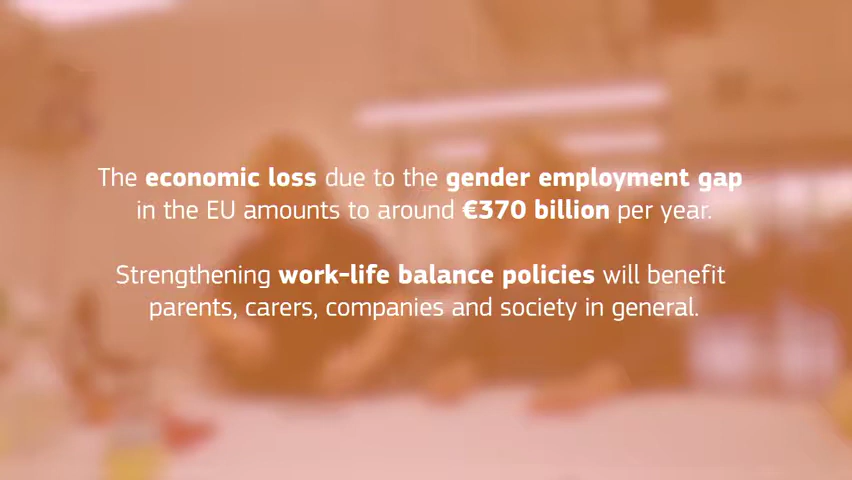 The economic loss due to the gender employment gap
in the EU amounts to around €370 billion per year.
Strengthening work-life balance policies will benefit
parents, carers, companies and society in general.